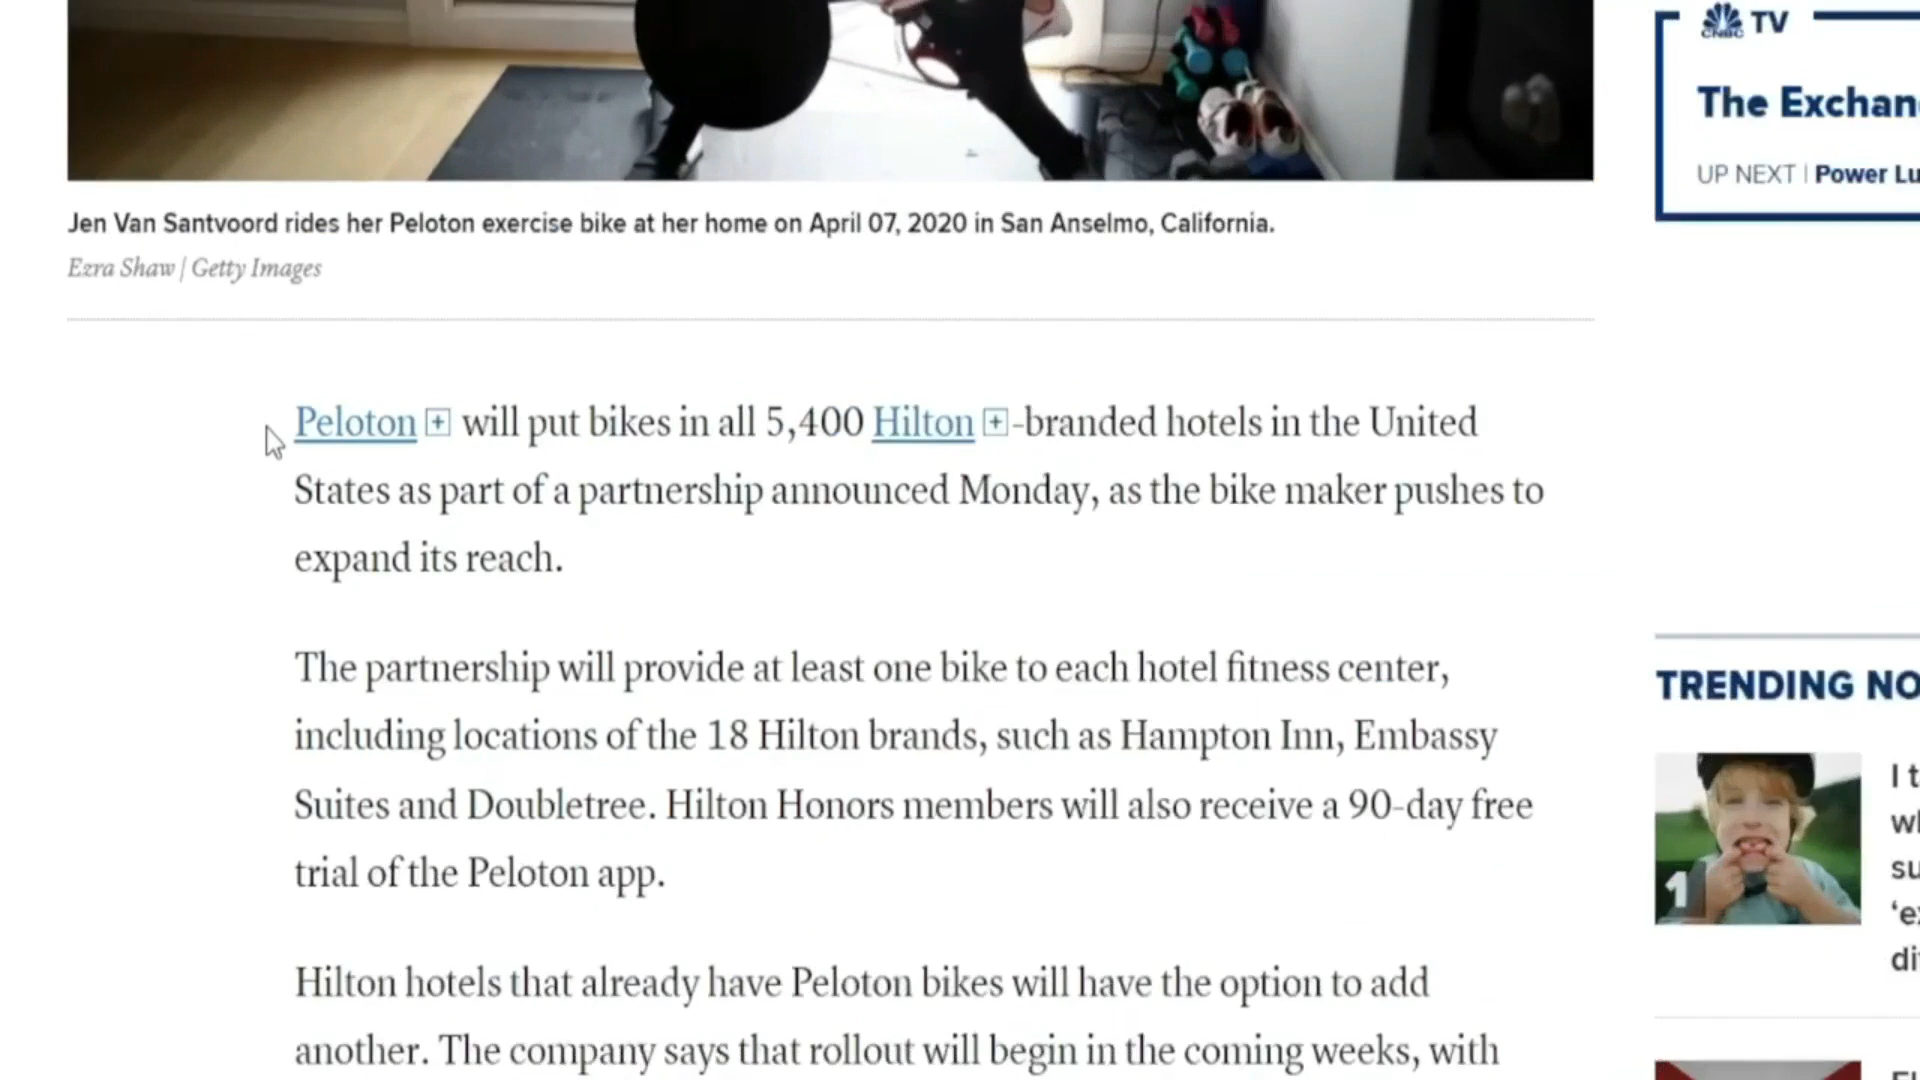 CNBC TV
The Exchan
UP NEXT | Power Lu
Jen Van Santvoord rides her Peloton exercise bike at her home on April 07, 2020 in San Anselmo, California.
Ezra Shaw | Getty Images
Peloton + will put bikes in all 5,400 Hilton +-branded hotels in the United
States as part of a partnership announced Monday, as the bike maker pushes to
expand its reach.
The partnership will provide at least one bike to each hotel fitness center,
including locations of the 18 Hilton brands, such as Hampton Inn, Embassy
Suites and Doubletree. Hilton Honors members will also receive a 90-day free
trial of the Peloton app.
Hilton hotels that already have Peloton bikes will have the option to add
another. The company says that rollout will begin in the coming weeks, with
TRENDING NO
1
I t
wl
su
‘ex
di